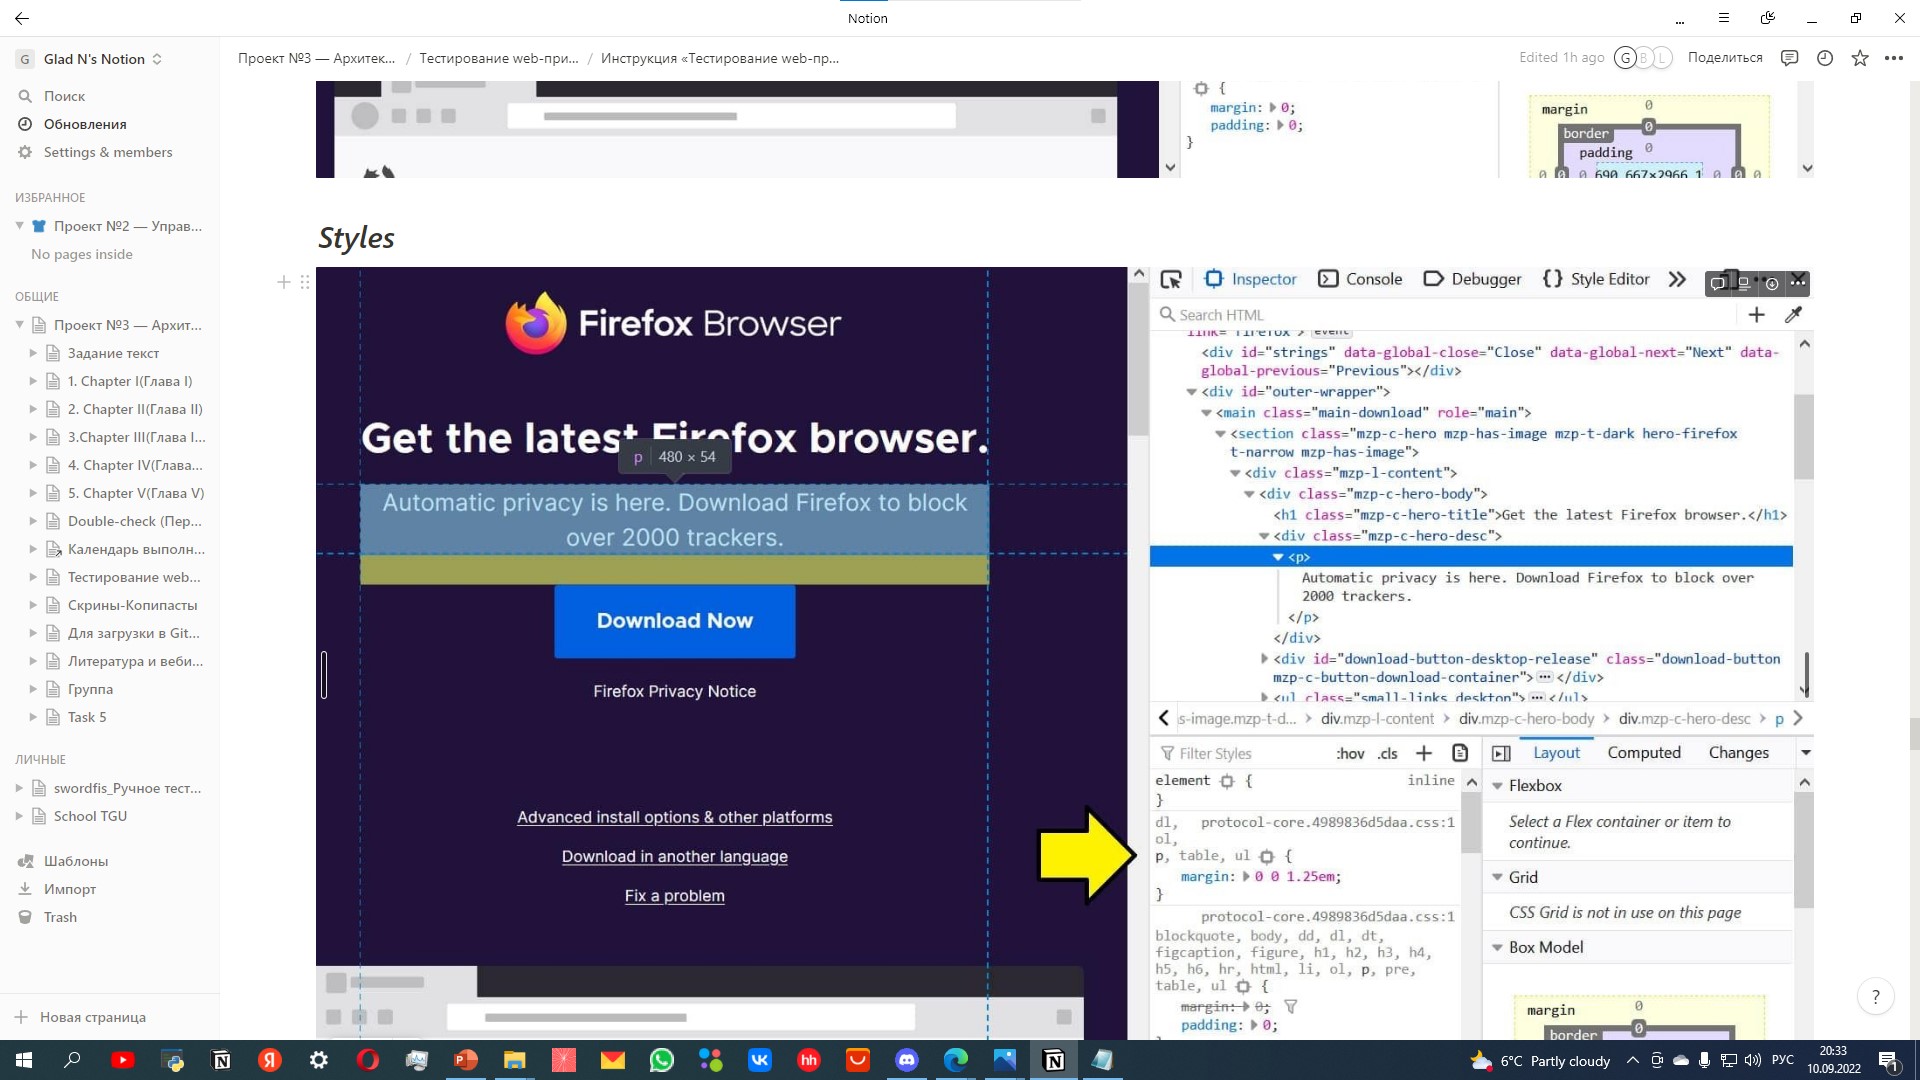 Notion
G Glad N's Notion
Поиск
Обновления
Settings & members
ИЗБРАННОЕ
Проект №2 — Управ...
No pages inside
ОБЩИЕ
Проект №3 — Архит...
Задание текст
1. Chapter I(Глава I)
2. Chapter II(Глава II)
3.Chapter III(Глава I...
4. Chapter IV(Глава...
5. Chapter V(Глава V)
Double-check (Пер...
Календарь выполн...
Тестирование web...
Скрины-Копипасты
Для загрузки в Git...
Литература и веби...
Группа
Task 5
ЛИЧНЫЕ
swordfis_Ручное тест...
School TGU
Шаблоны
Импорт
Trash
Новая страница
Проект №3 — Архитек... / Тестирование web-при... / Инструкция «Тестирование web-пр...
Edited 1h ago G B L Поделиться
{
margin: 0;
padding: 0;
}
margin 0
border 0
padding 0
0 0 0 690.667×2966.1 0 0 0
Styles
Firefox Browser
Get the latest Firefox browser.
p 480 × 54
Automatic privacy is here. Download Firefox to block
over 2000 trackers.
Download Now
Firefox Privacy Notice
Advanced install options & other platforms
Download in another language
Fix a problem
Inspector Console Debugger {} Style Editor
Search HTML
link="firefox"> event
<div id="strings" data-global-close="Close" data-global-next="Next" data-
global-previous="Previous"></div>
<div id="outer-wrapper">
<main class="main-download" role="main">
<section class="mzp-c-hero mzp-has-image mzp-t-dark hero-firefox
t-narrow mzp-has-image">
<div class="mzp-l-content">
<div class="mzp-c-hero-body">
<h1 class="mzp-c-hero-title">Get the latest Firefox browser.</h1>
<div class="mzp-c-hero-desc">
<p>
Automatic privacy is here. Download Firefox to block over
2000 trackers.
</p>
</div>
<div id="download-button-desktop-release" class="download-button
mzp-c-button-download-container"> </div>
<ul class="small-links desktop"> </ul>
s-image.mzp-t-d... > div.mzp-l-content > div.mzp-c-hero-body > div.mzp-c-hero-desc > p
Filter Styles :hov .cls +
element { inline
}
dl, protocol-core.4989836d5daa.css:1
ol,
p, table, ul {
margin: 0 0 1.25em;
}
protocol-core.4989836d5daa.css:1
blockquote, body, dd, dl, dt,
figcaption, figure, h1, h2, h3, h4,
h5, h6, hr, html, li, ol, p, pre,
table, ul {
margin: 0;
padding: 0;
Layout Computed Changes
Flexbox
Select a Flex container or item to
continue.
Grid
CSS Grid is not in use on this page
Box Model
margin 0
border 0
?
Я hh
6°C Partly cloudy
РУС
20:33
10.09.2022
1